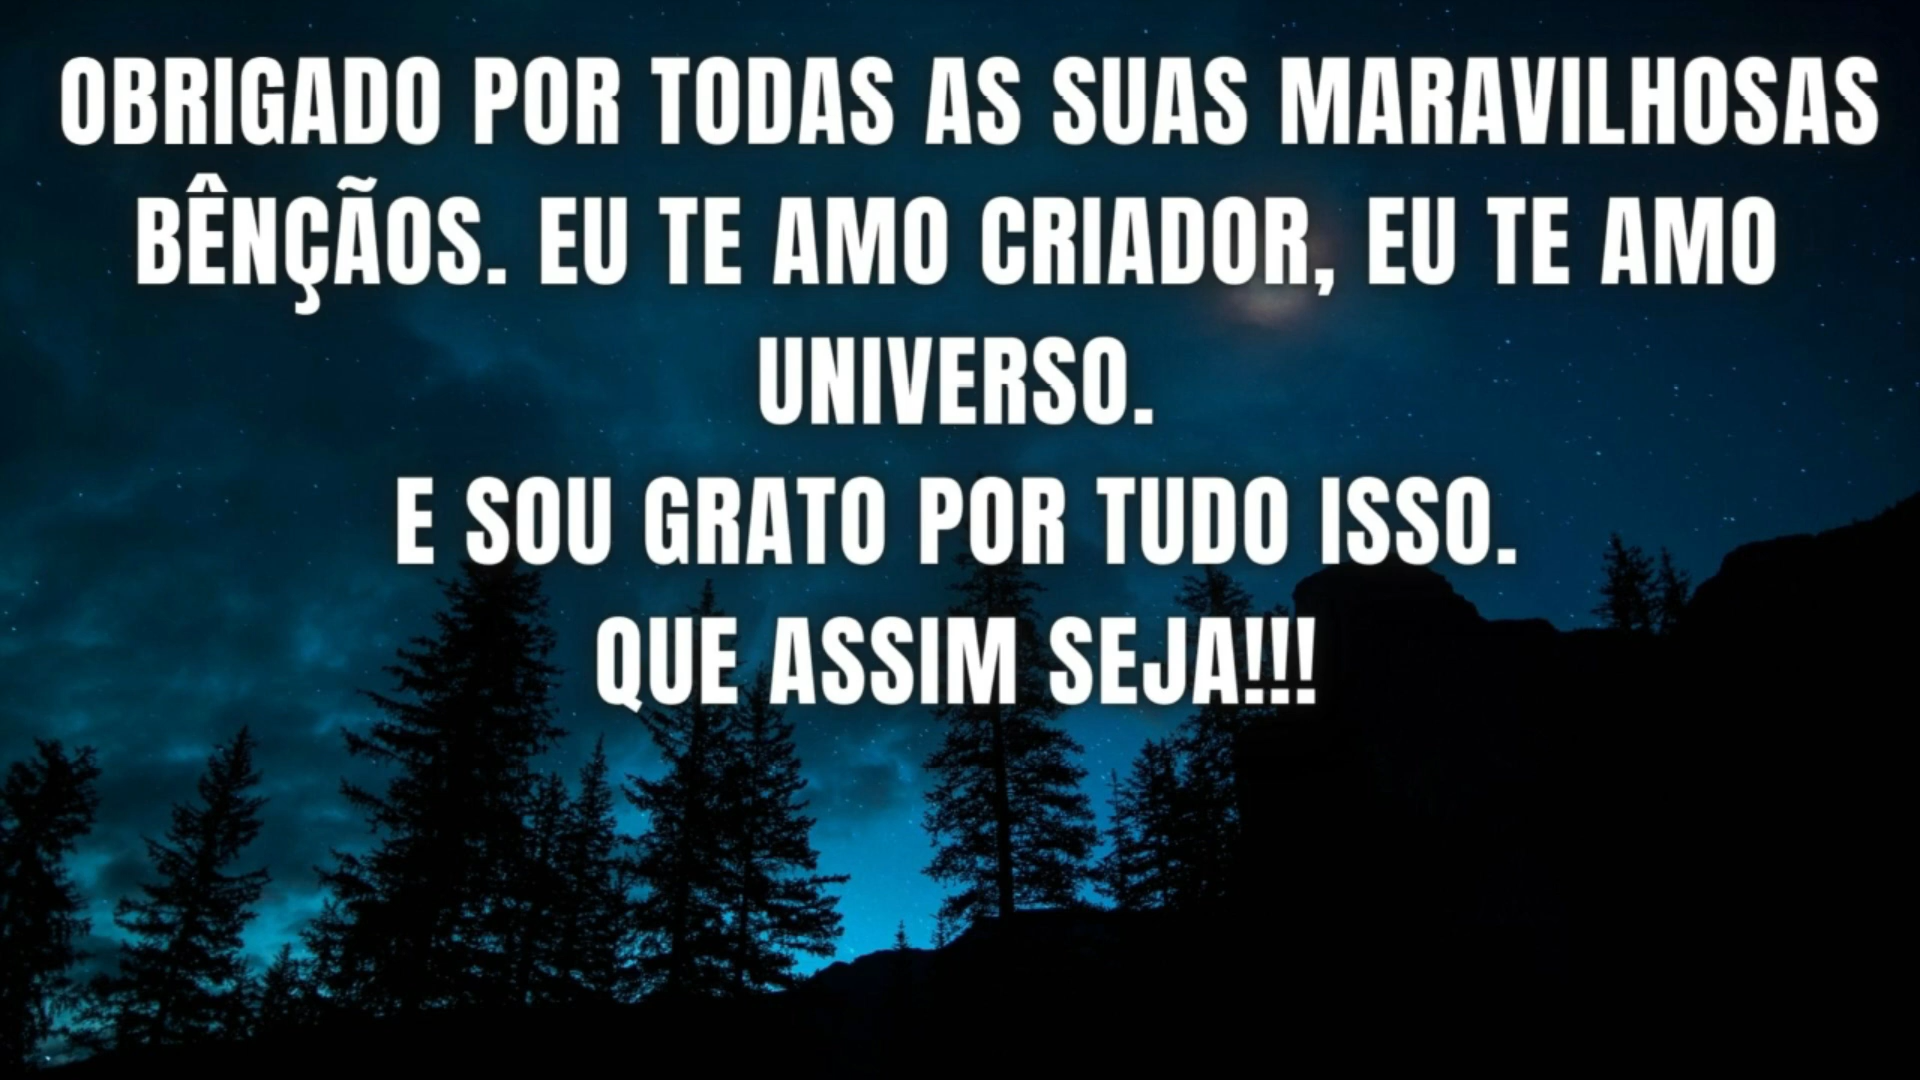 OBRIGADO POR TODAS AS SUAS MARAVILHOSAS
BÊNÇÃOS. EU TE AMO CRIADOR, EU TE AMO
UNIVERSO.
E SOU GRATO POR TUDO ISSO.
QUE ASSIM SEJA!!!